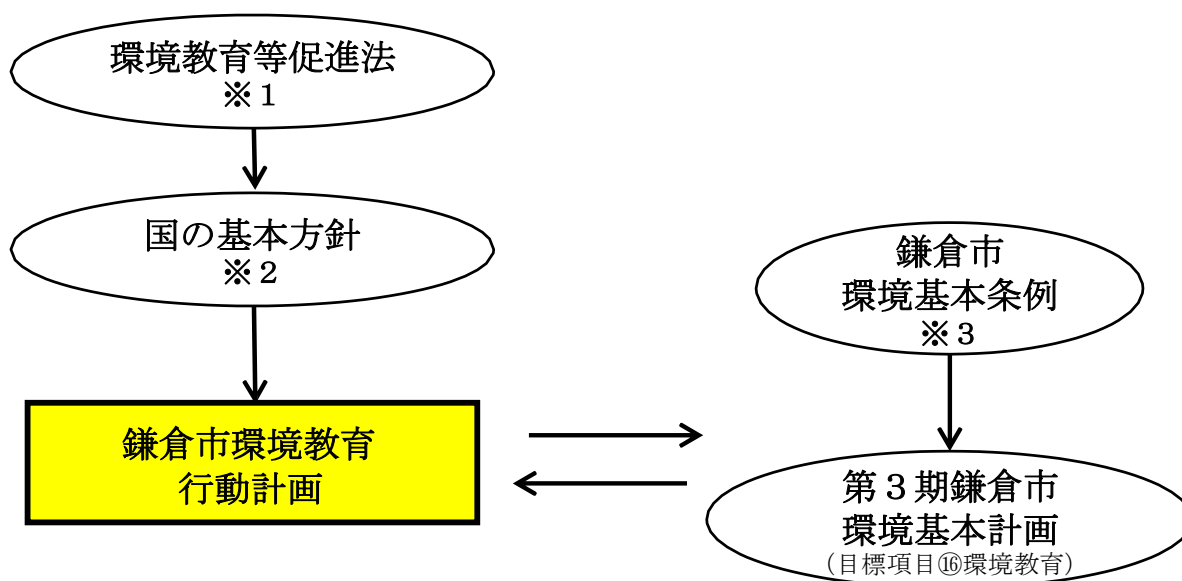 環境教育等促進法
※１
国の基本方針
※２
鎌倉市環境教育
行動計画
鎌倉市
環境基本条例
※３
第３期鎌倉市
環境基本計画
（目標項目⑯環境教育）